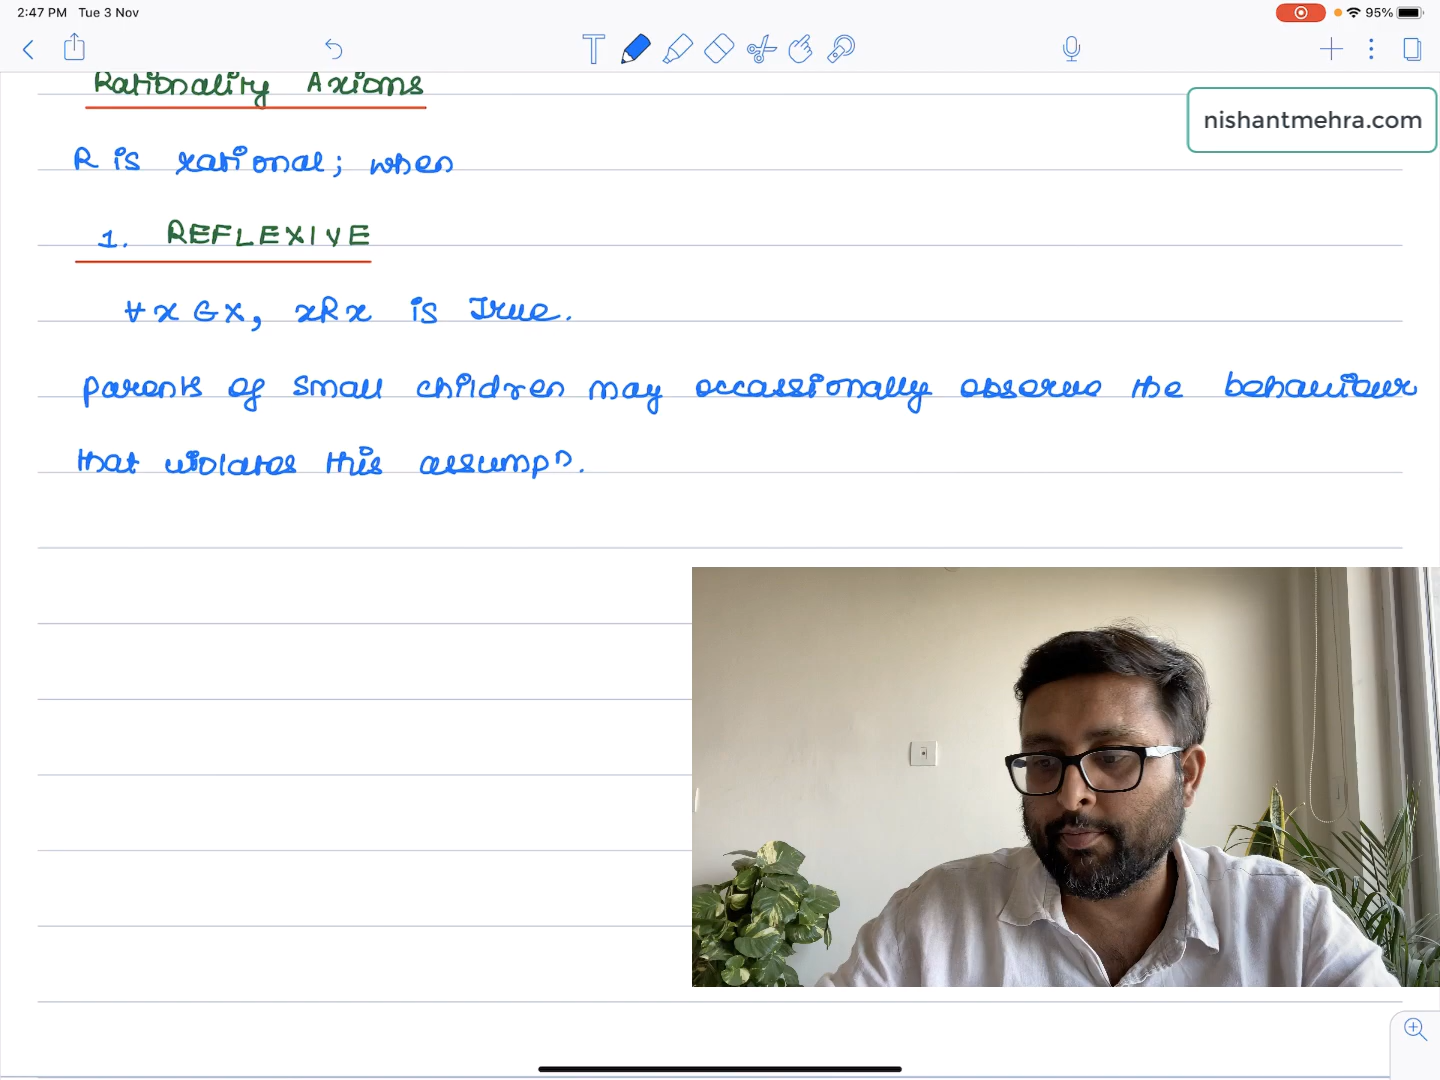 2:47 PM Tue 3 Nov
95%
T
Rationality Axioms
nishantmehra.com
R is rational; when
1. REFLEXIVE
∀ x ∈ X, xRx is True.
Parents of small children may occassionally observe the behaviour
that violates this assumpⁿ.